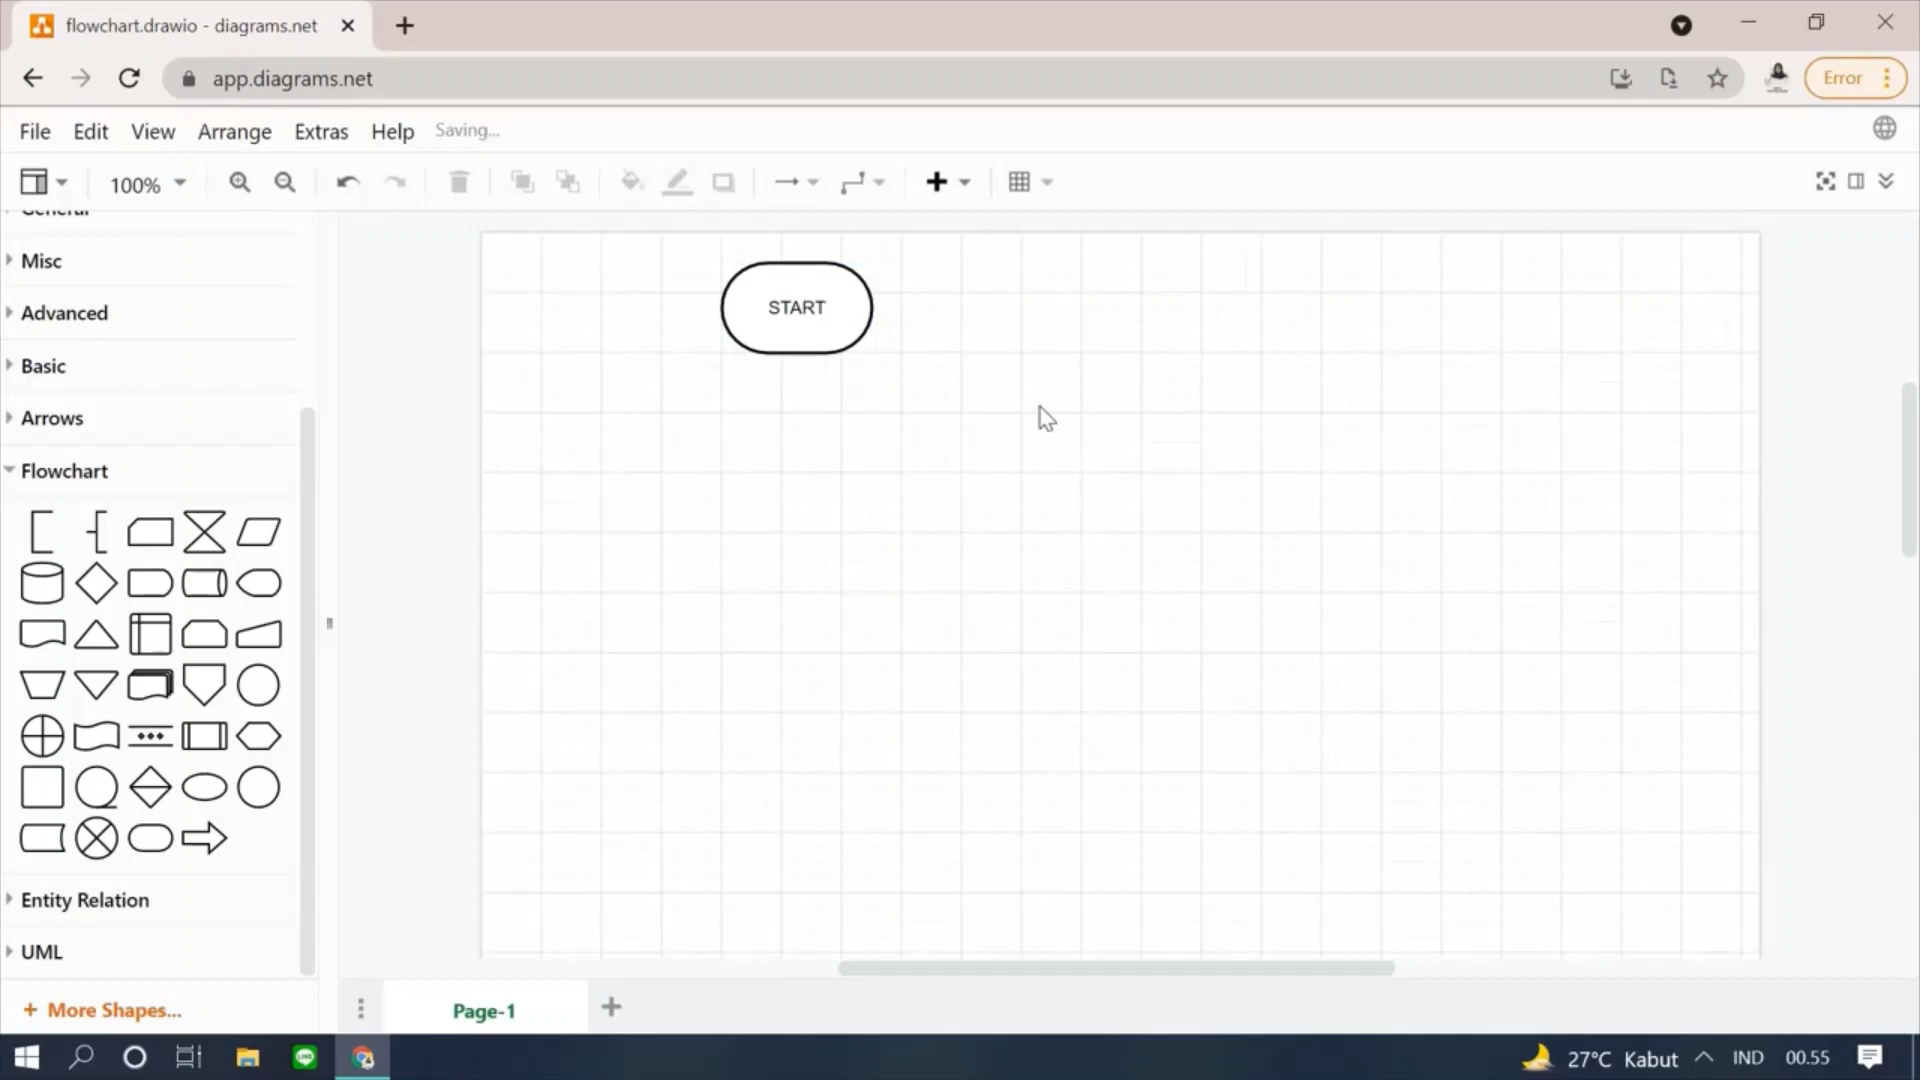 flowchart.drawio - diagrams.net
app.diagrams.net
Error
File Edit View Arrange Extras Help Saving...
100%
General
Misc
Advanced
Basic
Arrows
Flowchart
Entity Relation
UML
+ More Shapes...
START
Page-1
27°C Kabut IND 00.55